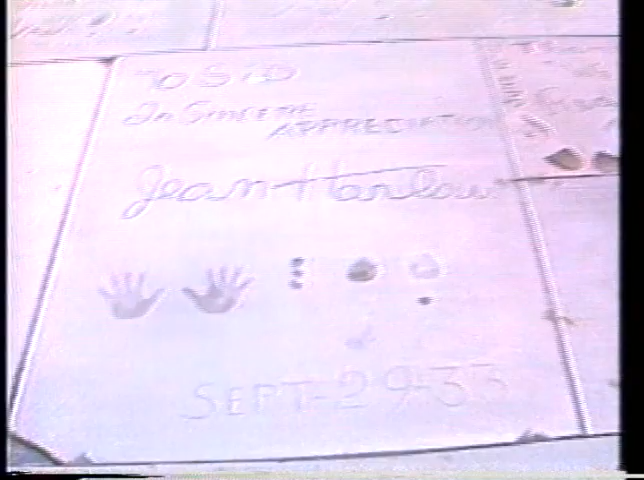 TO SID
In SINCERE
APPRECIATION
Jean Harlow
SEPT-29-33